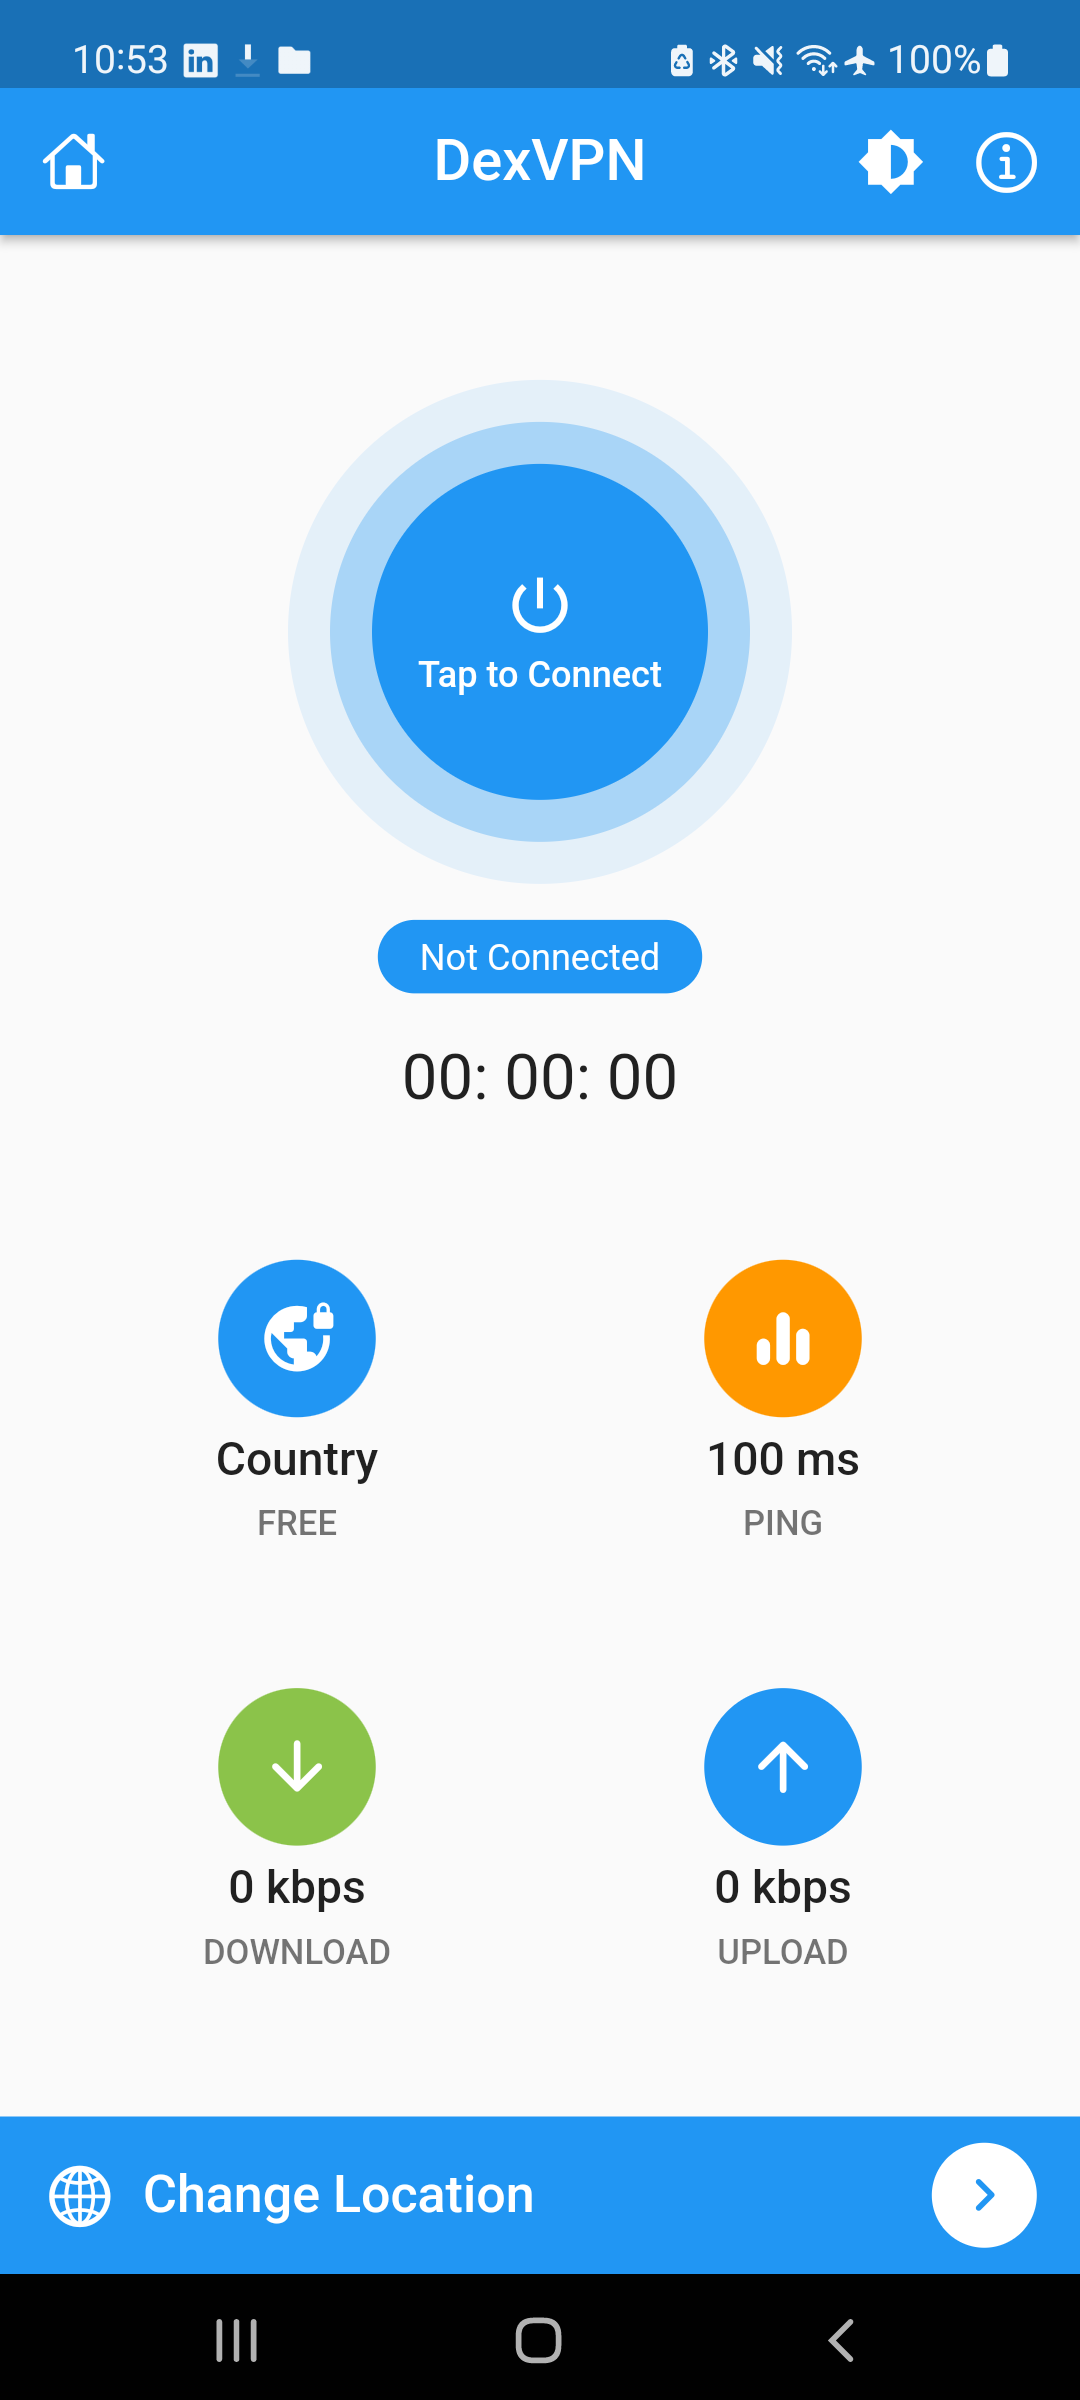 10:53
100%
DexVPN
Tap to Connect
Not Connected
00: 00: 00
Country
FREE
100 ms
PING
0 kbps
DOWNLOAD
0 kbps
UPLOAD
Change Location